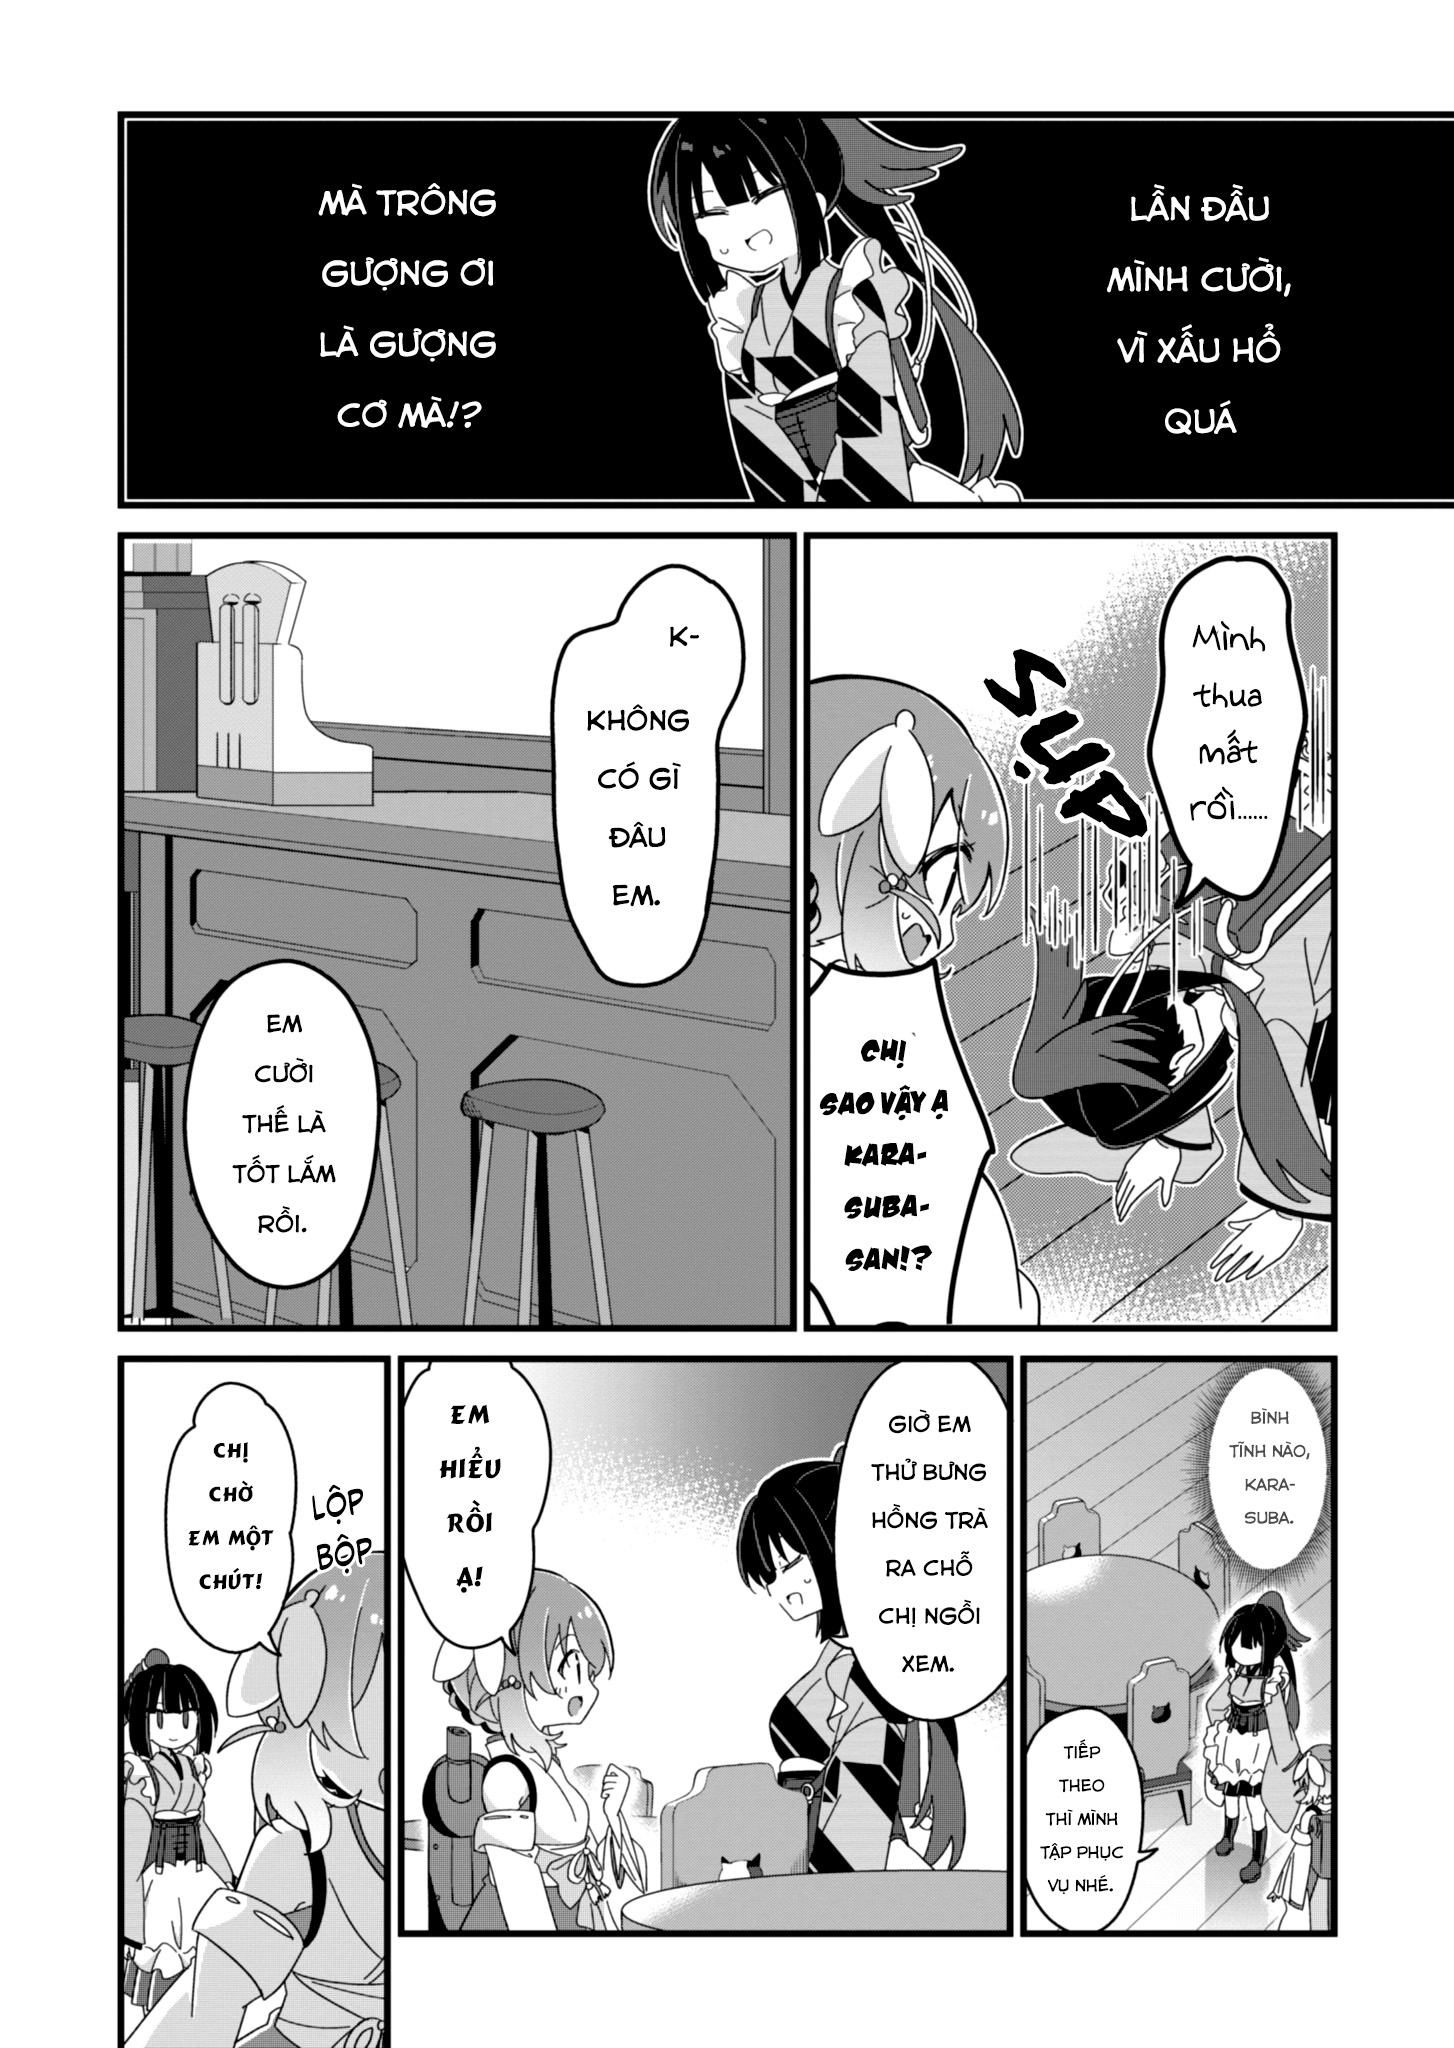 LẦN ĐẦU
MÌNH CƯỜI,
VÌ XẤU HỔ
QUÁ
MÀ TRÔNG
GƯỢNG ƠI
LÀ GƯỢNG
CƠ MÀ!?
Mình
thua
mất
rồi......
SỤP
CHỊ
SAO VẬY Ạ
KARA-
SUBA-
SAN!?
K-
KHÔNG
CÓ GÌ
ĐÂU
EM.
EM
CƯỜI
THẾ LÀ
TỐT LẮM
RỒI.
BÌNH
TĨNH NÀO,
KARA-
SUBA.
TIẾP
THEO
THÌ MÌNH
TẬP PHỤC
VỤ NHÉ.
GIỜ EM
THỬ BƯNG
HỒNG TRÀ
RA CHỖ
CHỊ NGỒI
XEM.
EM
HIỂU
RỒI
Ạ!
LỘP
BỘP
CHỊ
CHỜ
EM MỘT
CHÚT!